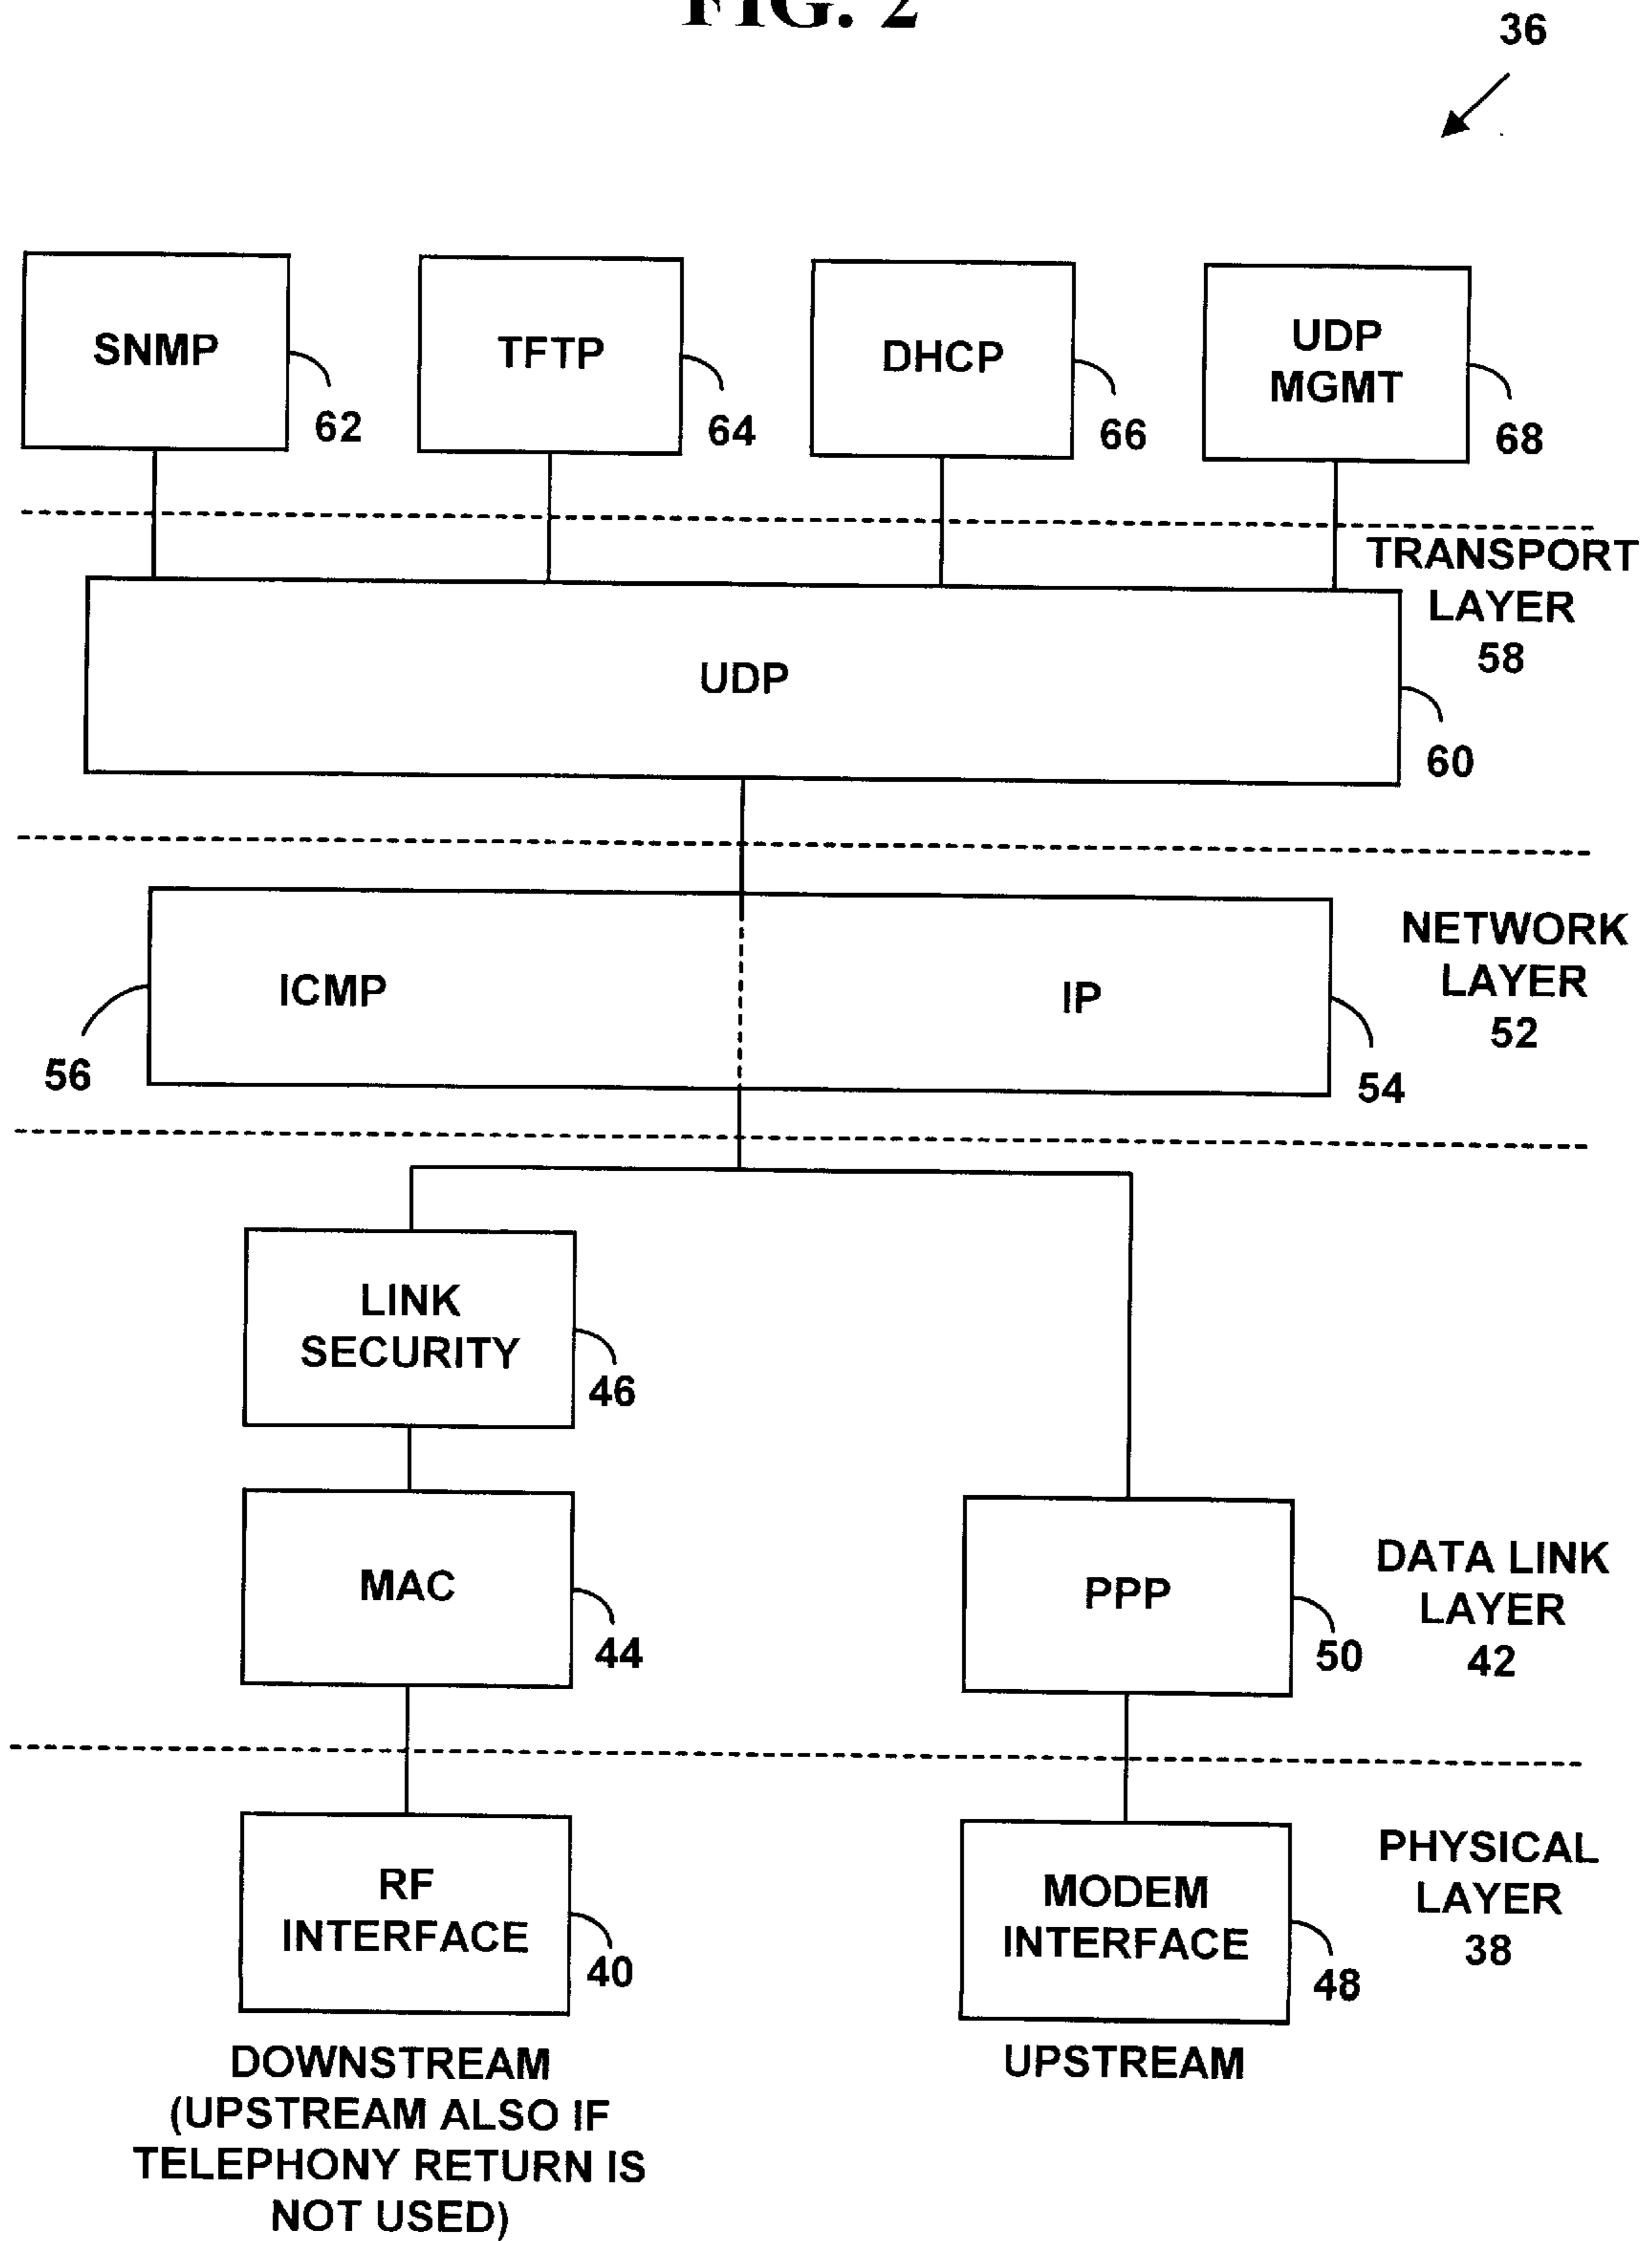 FIG. 2
36
SNMP
62
TFTP
64
DHCP
66
UDP
MGMT
68
TRANSPORT
LAYER
58
UDP
60
NETWORK
LAYER
52
ICMP
56
IP
54
LINK
SECURITY
46
MAC
44
PPP
50
DATA LINK
LAYER
42
RF
INTERFACE
40
MODEM
INTERFACE
48
PHYSICAL
LAYER
38
DOWNSTREAM
(UPSTREAM ALSO IF
TELEPHONY RETURN IS
NOT USED)
UPSTREAM